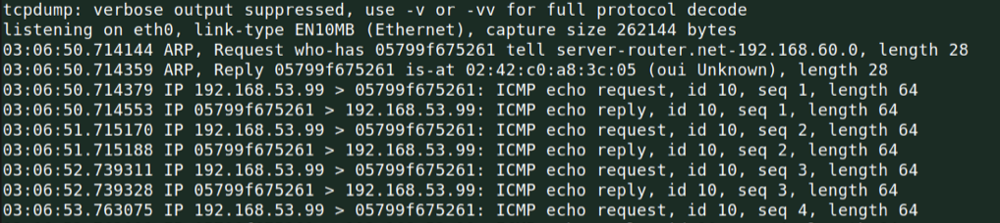 tcpdump: verbose output suppressed, use -v or -vv for full protocol decode
listening on eth0, link-type EN10MB (Ethernet), capture size 262144 bytes
03:06:50.714144 ARP, Request who-has 05799f675261 tell server-router.net-192.168.60.0, length 28
03:06:50.714359 ARP, Reply 05799f675261 is-at 02:42:c0:a8:3c:05 (oui Unknown), length 28
03:06:50.714379 IP 192.168.53.99 > 05799f675261: ICMP echo request, id 10, seq 1, length 64
03:06:50.714553 IP 05799f675261 > 192.168.53.99: ICMP echo reply, id 10, seq 1, length 64
03:06:51.715170 IP 192.168.53.99 > 05799f675261: ICMP echo request, id 10, seq 2, length 64
03:06:51.715188 IP 05799f675261 > 192.168.53.99: ICMP echo reply, id 10, seq 2, length 64
03:06:52.739311 IP 192.168.53.99 > 05799f675261: ICMP echo request, id 10, seq 3, length 64
03:06:52.739328 IP 05799f675261 > 192.168.53.99: ICMP echo reply, id 10, seq 3, length 64
03:06:53.763075 IP 192.168.53.99 > 05799f675261: ICMP echo request, id 10, seq 4, length 64